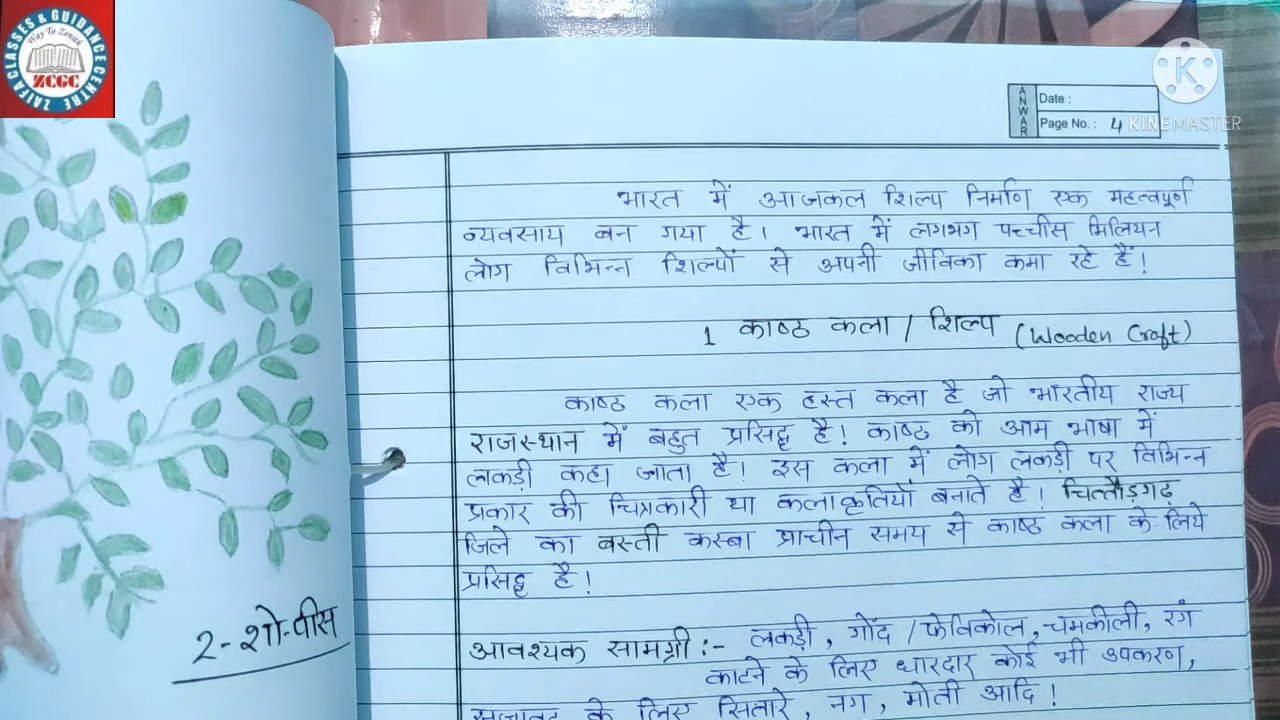 ZAIFA CLASSES & GUIDANCE CENTRE
Way To Zenith
ZCGC
K
KINEMASTER
ANWAR
Date :
Page No. : 4
भारत में आजकल शिल्प निर्माण एक महत्वपूर्ण
व्यवसाय बन गया है। भारत में लगभग पच्चीस मिलियन
लोग विभिन्न शिल्पों से अपनी जीविका कमा रहे हैं!
1 काष्ठ कला / शिल्प (Wooden Craft)
काष्ठ कला एक हस्त कला है जो भारतीय राज्य
राजस्थान में बहुत प्रसिद्ध है! काष्ठ को आम भाषा में
लकड़ी कहा जाता है! इस कला में लोग लकड़ी पर विभिन्न
प्रकार की चित्रकारी या कलाकृतियाँ बनाते है। चित्तौड़गढ़
जिले का बस्ती कस्बा प्राचीन समय से काष्ठ कला के लिये
प्रसिद्ध है!
आवश्यक सामग्री :- लकड़ी, गोंद / फेविकोल, चमकीली, रंग
काटने के लिए धारदार कोई भी उपकरण,
सजावट के लिए सितारे, नग, मोती आदि!
2-शो-पीस